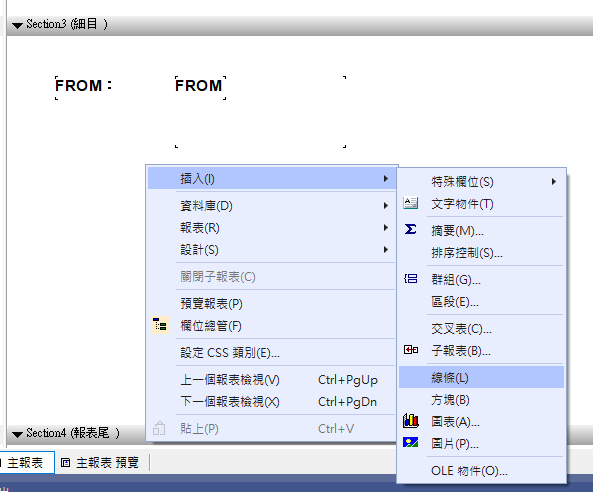 Section3 (細目 )
FROM：
FROM
插入(I)
資料庫(D)
報表(R)
設計(S)
關閉子報表(C)
預覽報表(P)
欄位總管(F)
設定 CSS 類別(E)...
上一個報表檢視(V) Ctrl+PgUp
下一個報表檢視(X) Ctrl+PgDn
貼上(P) Ctrl+V
特殊欄位(S)
文字物件(T)
摘要(M)...
排序控制(S)...
群組(G)...
區段(E)...
交叉表(C)...
子報表(B)...
線條(L)
方塊(B)
圖表(A)...
圖片(P)...
OLE 物件(O)...
Section4 (報表尾 )
主報表
主報表 預覽